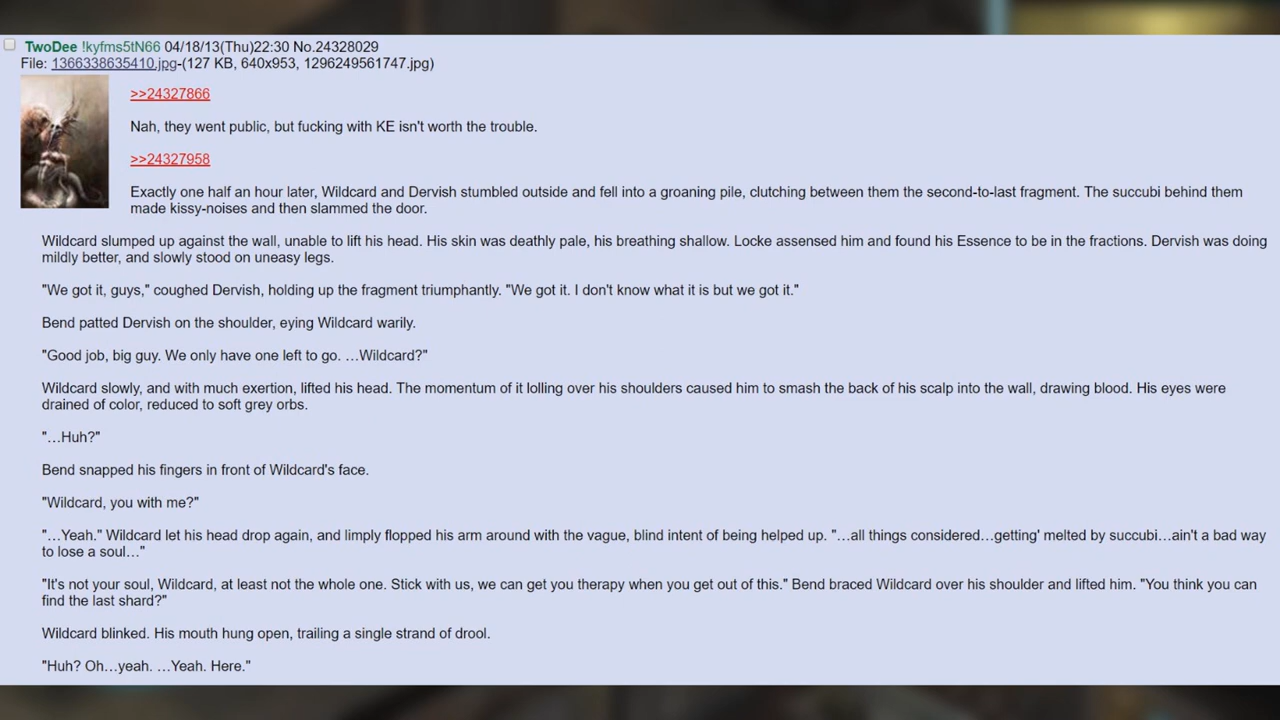 TwoDee !kyfms5tN66 04/18/13(Thu)22:30 No.24328029
File: 1366338635410.jpg-(127 KB, 640x953, 1296249561747.jpg)
>>24327866
Nah, they went public, but fucking with KE isn't worth the trouble.
>>24327958
Exactly one half an hour later, Wildcard and Dervish stumbled outside and fell into a groaning pile, clutching between them the second-to-last fragment. The succubi behind them
made kissy-noises and then slammed the door.
Wildcard slumped up against the wall, unable to lift his head. His skin was deathly pale, his breathing shallow. Locke assensed him and found his Essence to be in the fractions. Dervish was doing
mildly better, and slowly stood on uneasy legs.
"We got it, guys," coughed Dervish, holding up the fragment triumphantly. "We got it. I don't know what it is but we got it."
Bend patted Dervish on the shoulder, eying Wildcard warily.
"Good job, big guy. We only have one left to go. …Wildcard?"
Wildcard slowly, and with much exertion, lifted his head. The momentum of it lolling over his shoulders caused him to smash the back of his scalp into the wall, drawing blood. His eyes were
drained of color, reduced to soft grey orbs.
"…Huh?"
Bend snapped his fingers in front of Wildcard's face.
"Wildcard, you with me?"
"…Yeah." Wildcard let his head drop again, and limply flopped his arm around with the vague, blind intent of being helped up. "…all things considered…getting' melted by succubi…ain't a bad way
to lose a soul…"
"It's not your soul, Wildcard, at least not the whole one. Stick with us, we can get you therapy when you get out of this." Bend braced Wildcard over his shoulder and lifted him. "You think you can
find the last shard?"
Wildcard blinked. His mouth hung open, trailing a single strand of drool.
"Huh? Oh…yeah. …Yeah. Here."